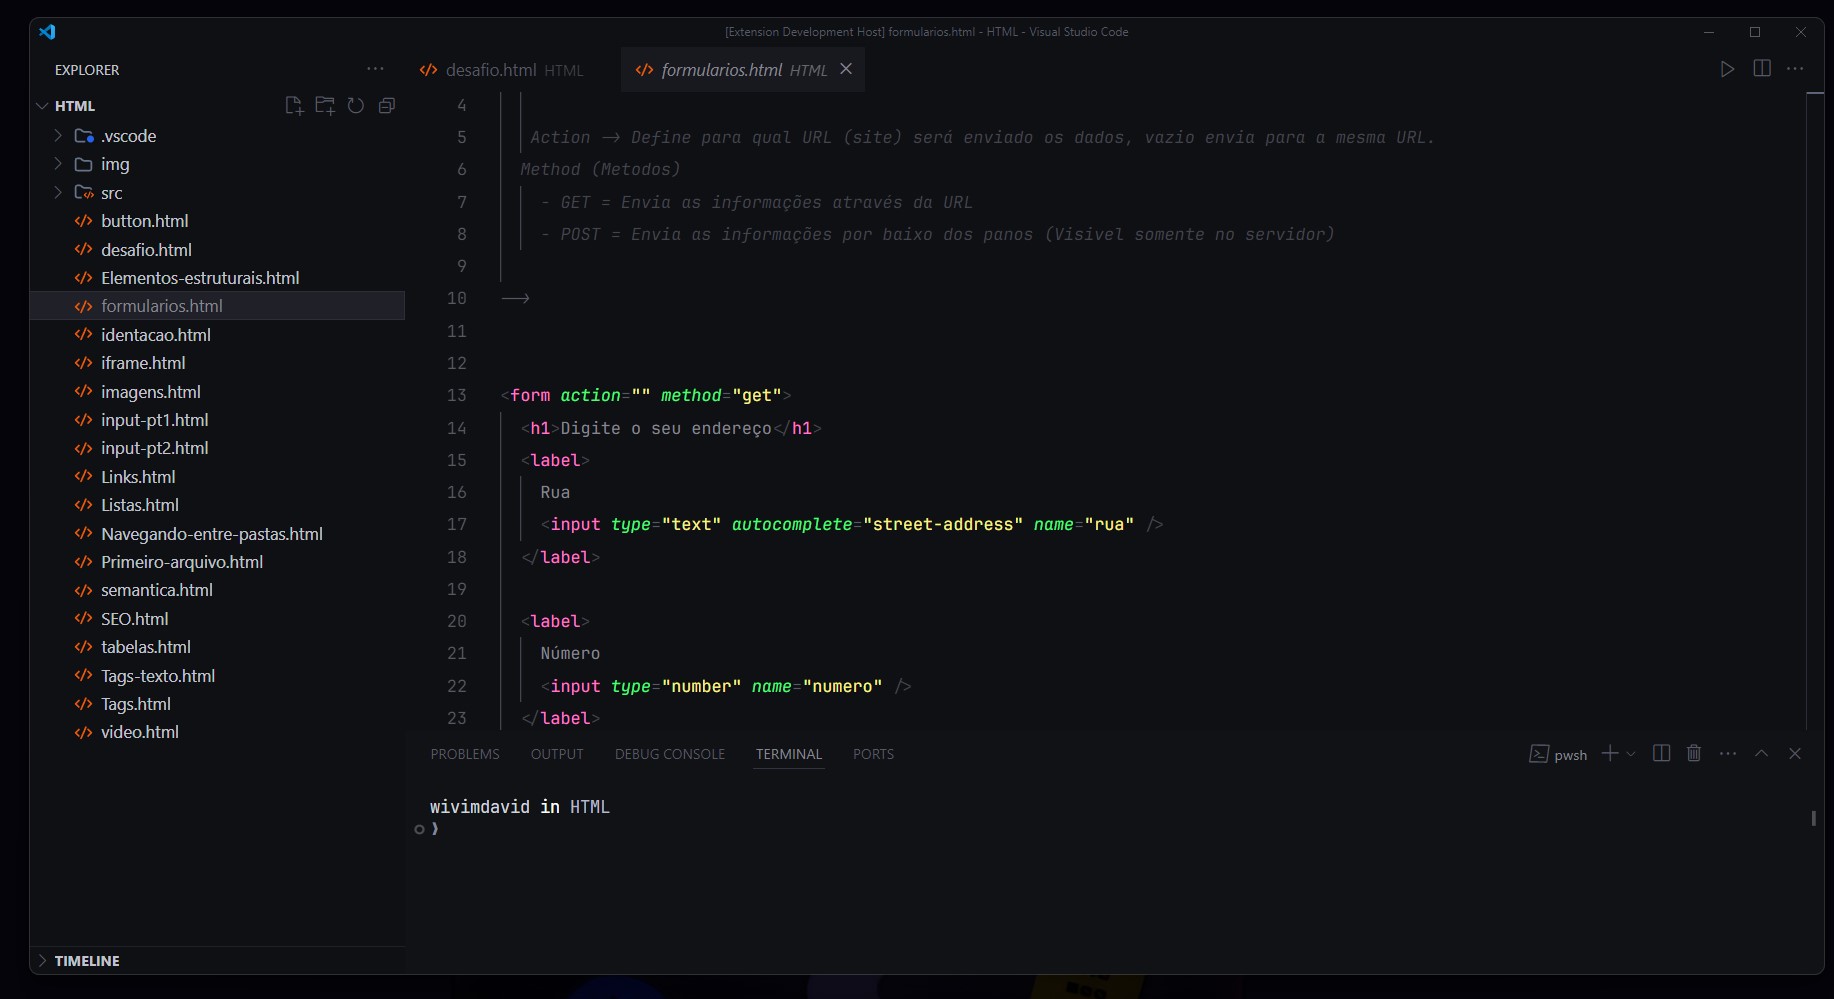 [Extension Development Host] formularios.html - HTML - Visual Studio Code
EXPLORER
desafio.html HTML
formularios.html HTML
HTML
.vscode
img
src
button.html
desafio.html
Elementos-estruturais.html
formularios.html
identacao.html
iframe.html
imagens.html
input-pt1.html
input-pt2.html
Links.html
Listas.html
Navegando-entre-pastas.html
Primeiro-arquivo.html
semantica.html
SEO.html
tabelas.html
Tags-texto.html
Tags.html
video.html
TIMELINE
4
5 Action -> Define para qual URL (site) será enviado os dados, vazio envia para a mesma URL.
6 Method (Metodos)
7 - GET = Envia as informações através da URL
8 - POST = Envia as informações por baixo dos panos (Visivel somente no servidor)
9
10 -->
11
12
13 <form action="" method="get">
14 <h1>Digite o seu endereço</h1>
15 <label>
16 Rua
17 <input type="text" autocomplete="street-address" name="rua" />
18 </label>
19
20 <label>
21 Número
22 <input type="number" name="numero" />
23 </label>
PROBLEMS OUTPUT DEBUG CONSOLE TERMINAL PORTS
pwsh
wivimdavid in HTML
❯